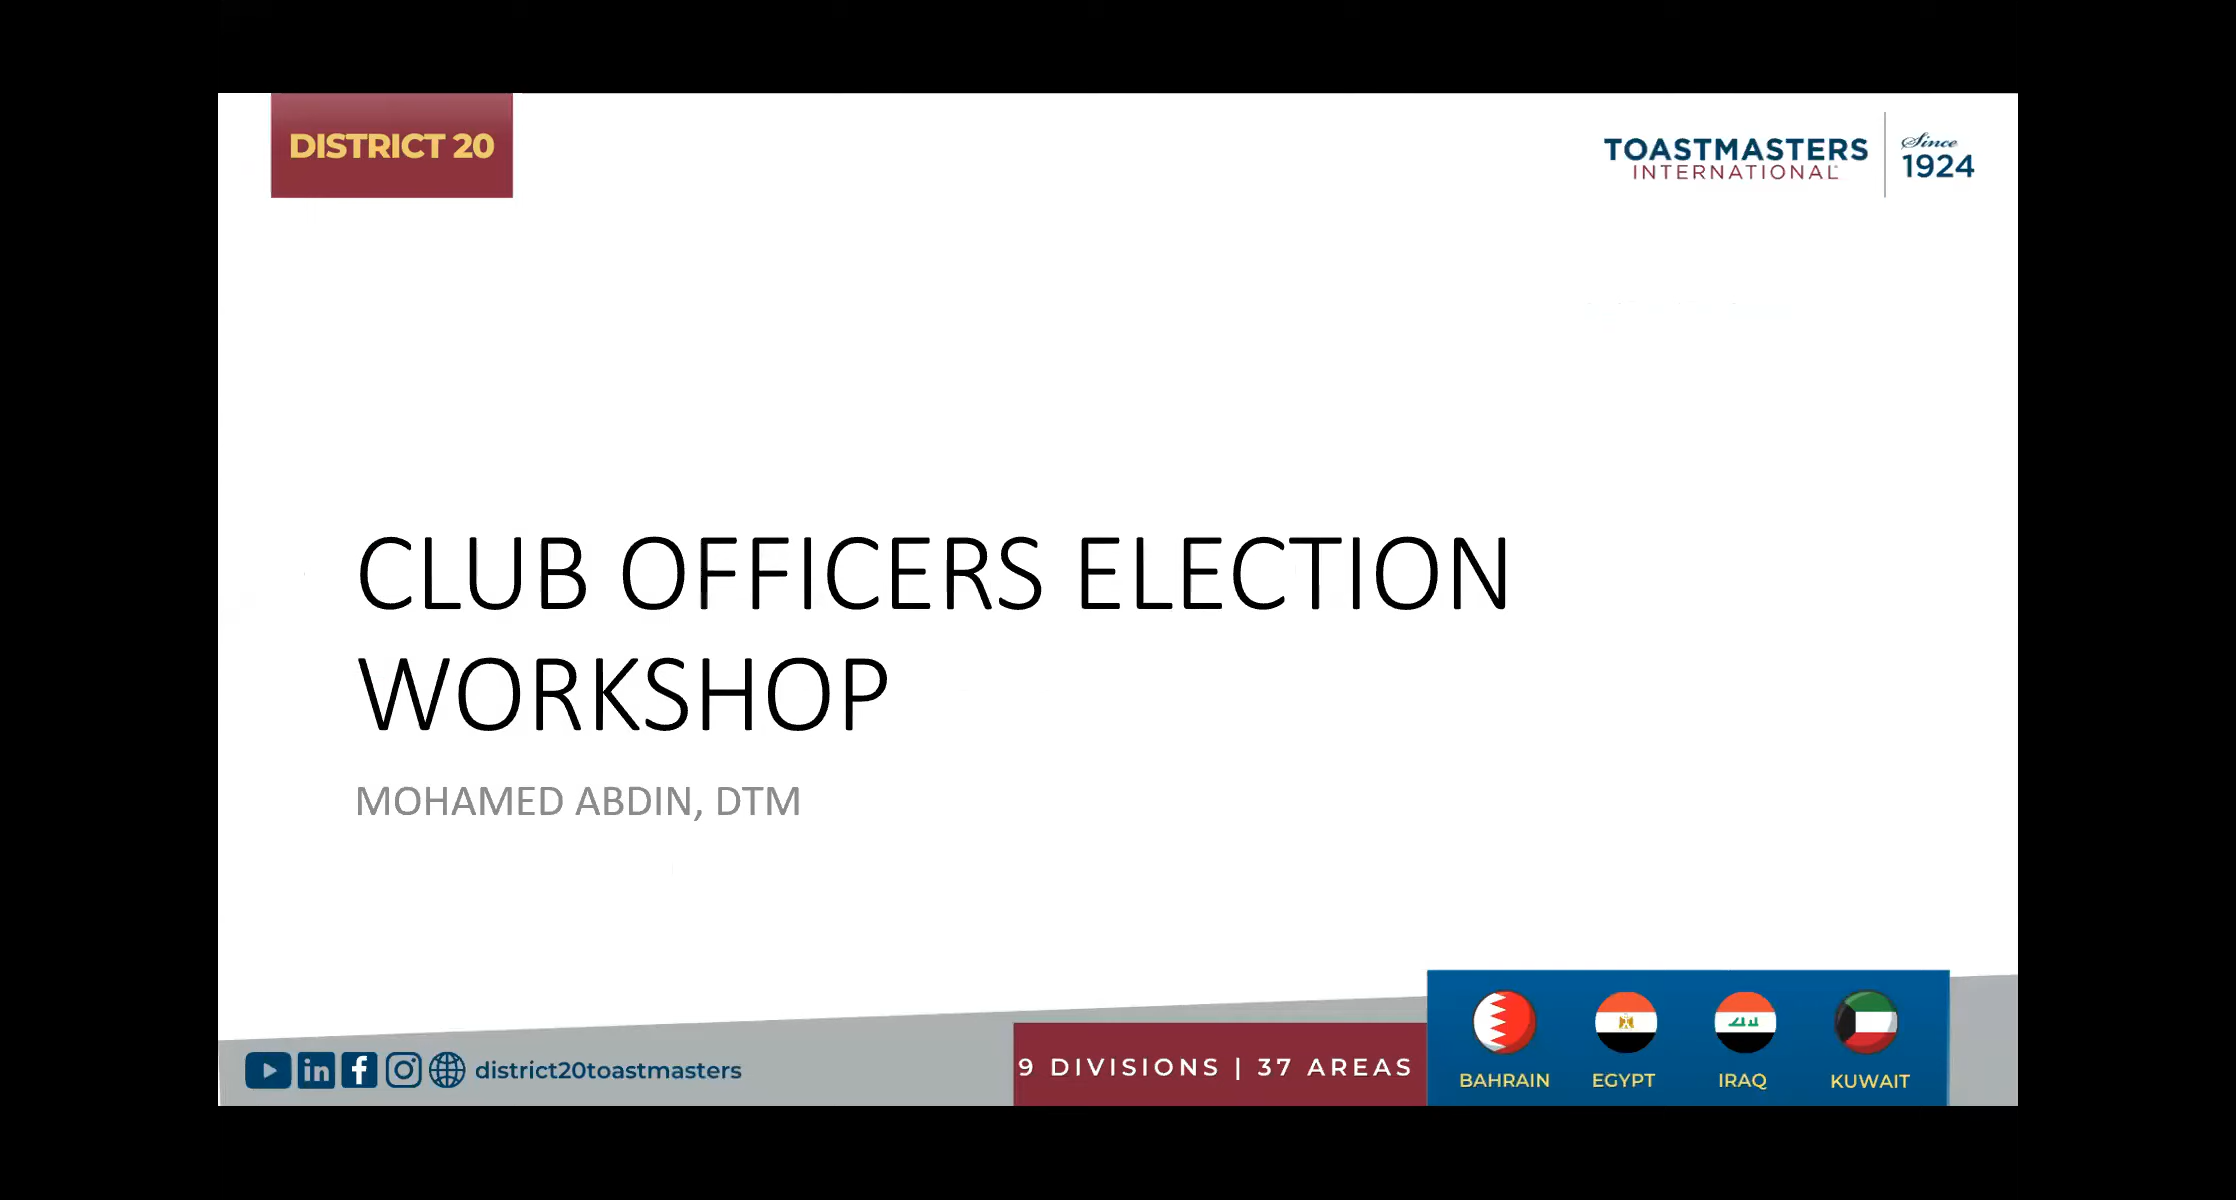 DISTRICT 20
TOASTMASTERS
INTERNATIONAL
Since
1924
CLUB OFFICERS ELECTION
WORKSHOP
MOHAMED ABDIN, DTM
in
f
district20toastmasters
9 DIVISIONS | 37 AREAS
BAHRAIN
EGYPT
IRAQ
KUWAIT